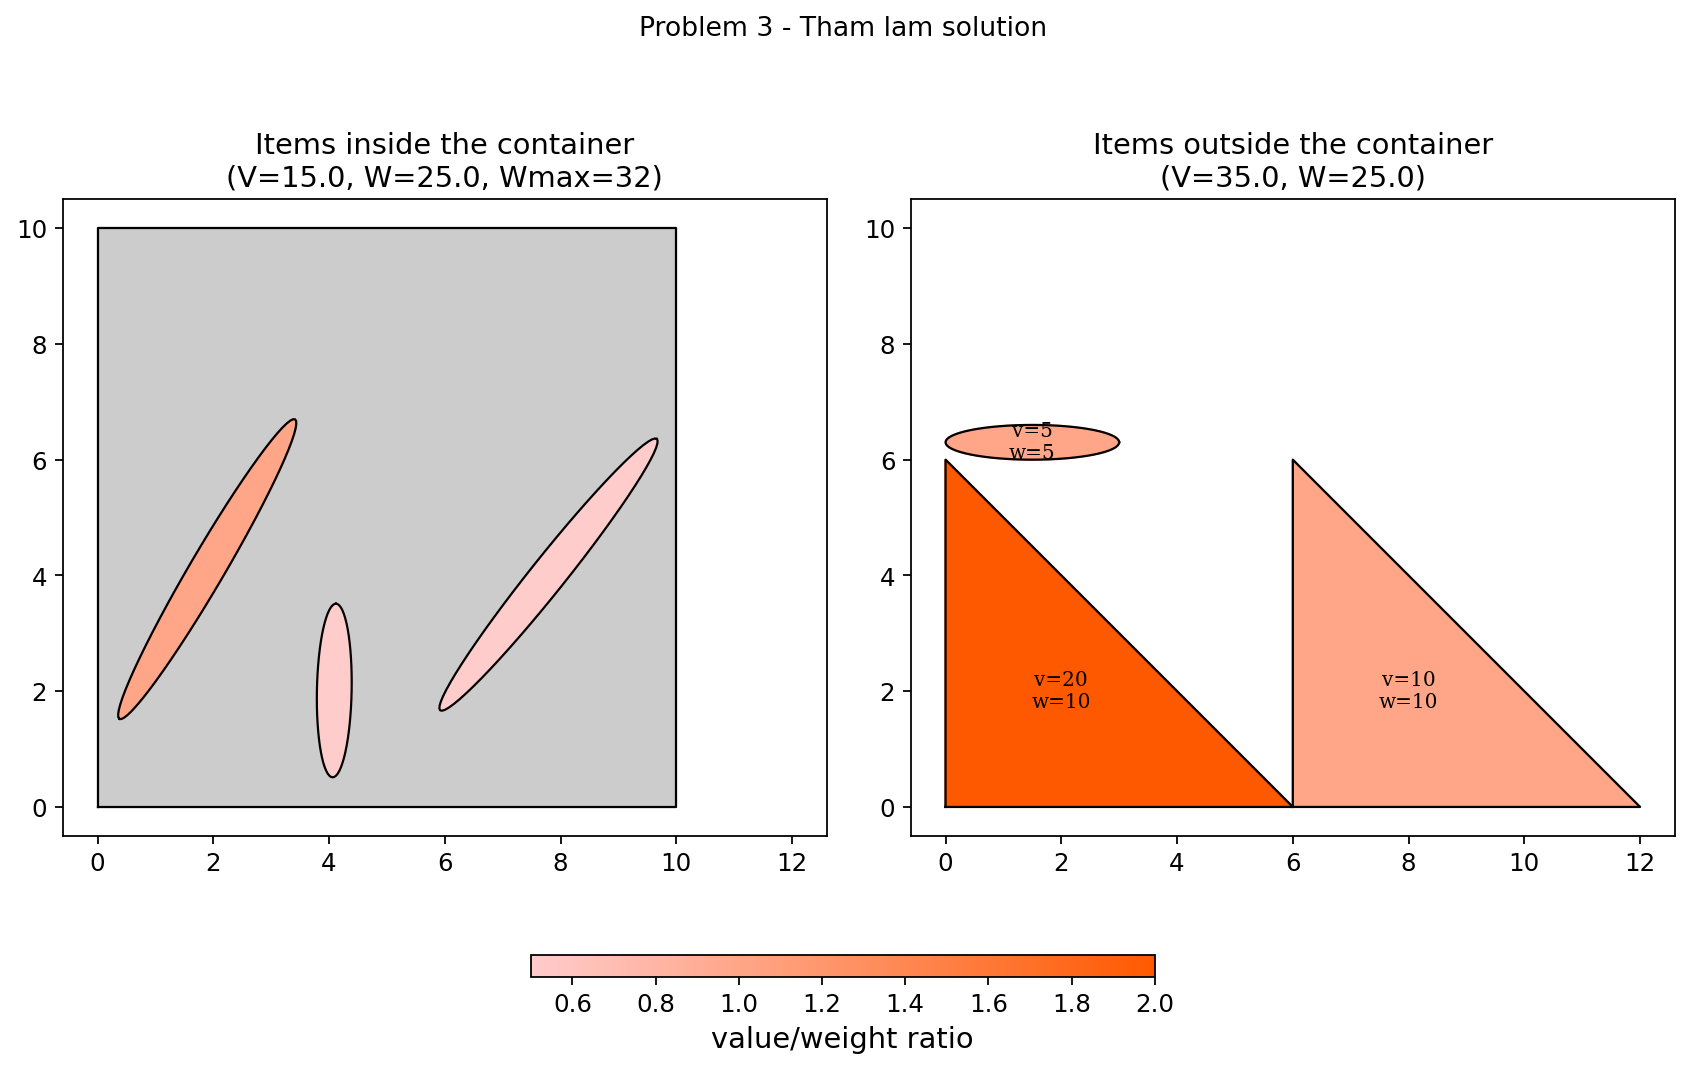 Problem 3 - Tham lam solution
Items inside the container
(V=15.0, W=25.0, Wmax=32)
10
8
6
4
2
0
0 2 4 6 8 10 12
Items outside the container
(V=35.0, W=25.0)
10
8
6
4
2
0
v=5
w=5
v=20
w=10
v=10
w=10
0 2 4 6 8 10 12
0.6 0.8 1.0 1.2 1.4 1.6 1.8 2.0
value/weight ratio